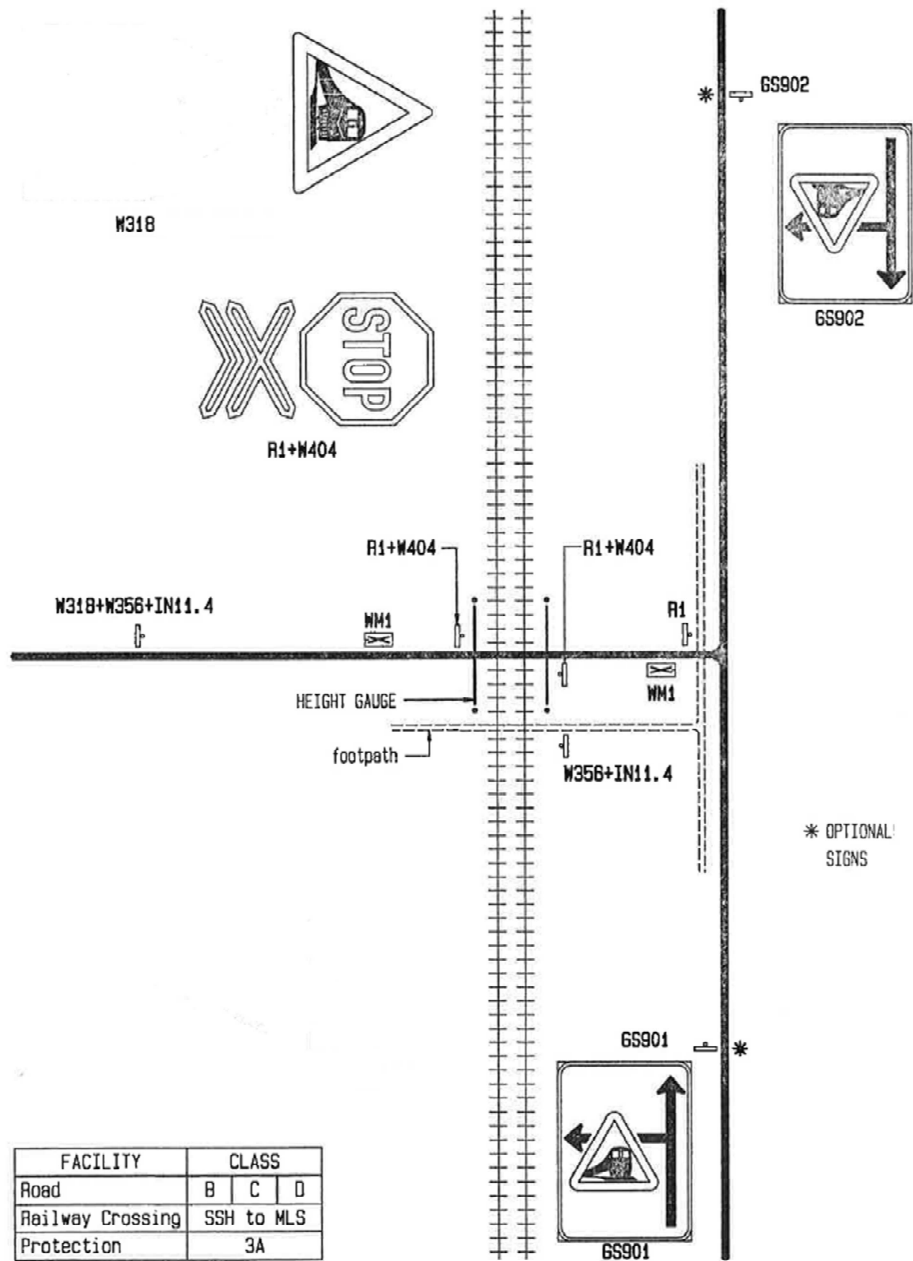 GS902
W318
GS902
STOP
R1+W404
R1+W404
R1+W404
W318+W356+IN11.4
WM1
R1
HEIGHT GAUGE
WM1
footpath
W356+IN11.4
* OPTIONAL
SIGNS
GS901
GS901
FACILITY CLASS
Road B C D
Railway Crossing SSH to MLS
Protection 3A